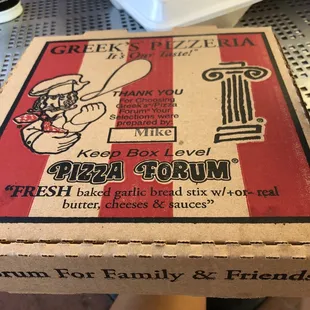 GREEK'S PIZZERIA
It's Our Taste!
THANK YOU
For Choosing
Greek's/Pizza
Forum® Your
Selections were
prepared by:
Mike
Keep Box Level
PIZZA FORUM®
"FRESH baked garlic bread stix w/+or- real
butter, cheeses & sauces"
rum For Family & Friends